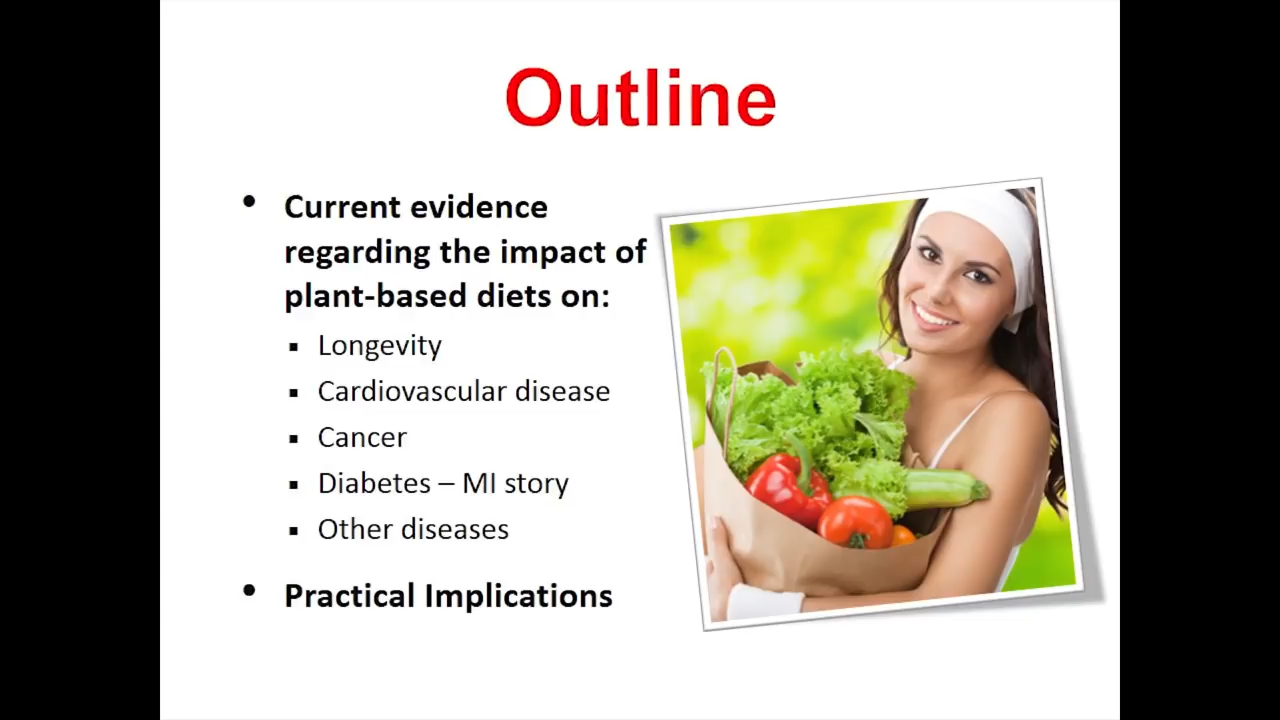 Outline
• Current evidence
regarding the impact of
plant-based diets on:
▪ Longevity
▪ Cardiovascular disease
▪ Cancer
▪ Diabetes – MI story
▪ Other diseases
• Practical Implications